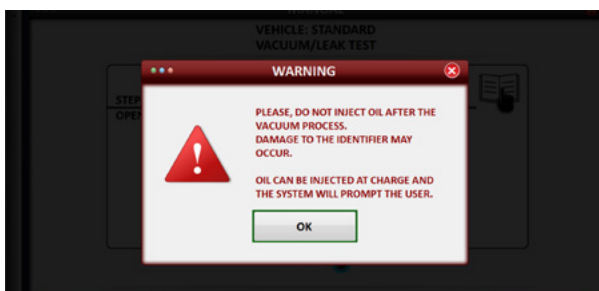 VEHICLE: STANDARD
VACUUM/LEAK TEST
WARNING
STEP
OPE
PLEASE, DO NOT INJECT OIL AFTER THE
VACUUM PROCESS.
DAMAGE TO THE IDENTIFIER MAY
OCCUR.
OIL CAN BE INJECTED AT CHARGE AND
THE SYSTEM WILL PROMPT THE USER.
OK